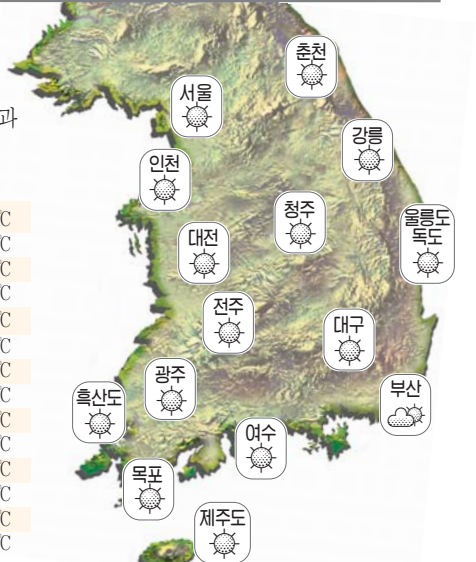 춘천
서울
과
강릉
인천
청주
울릉도
독도
대전
℃
℃
℃
℃
℃
℃
℃
℃
℃
℃
℃
℃
℃
℃
전주
대구
광주
부산
흑산도
여수
목포
제주도